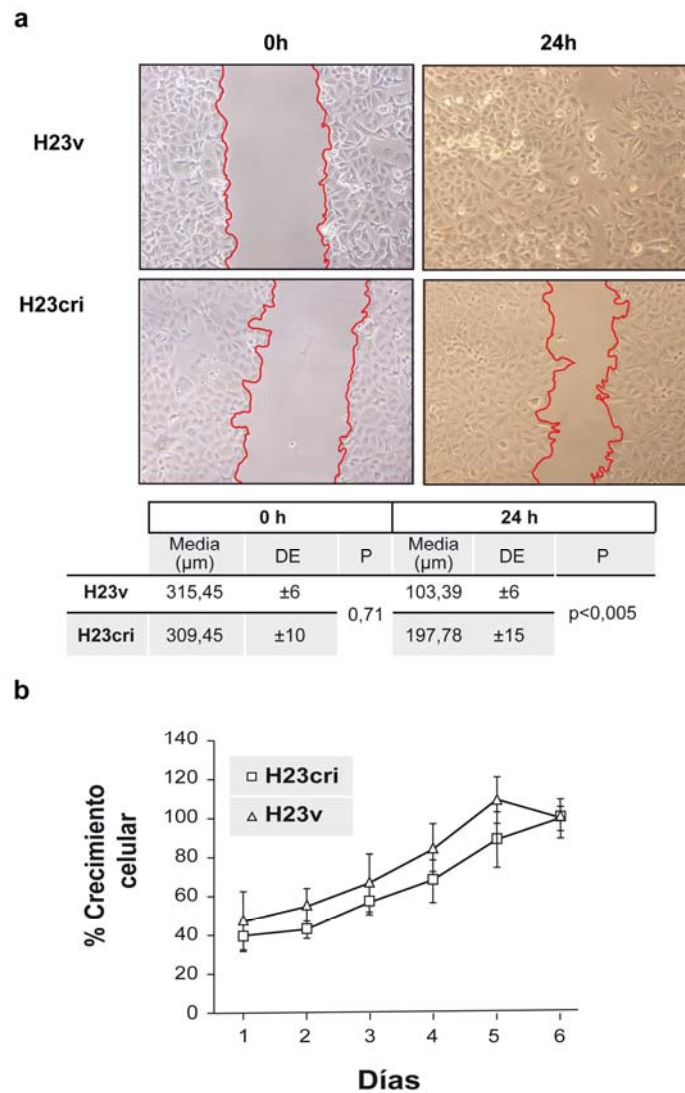 a
0h 24h
H23v
H23cri
0 h 24 h
Media (µm) DE P Media (µm) DE P
H23v 315,45 ±6 0,71 103,39 ±6 p<0,005
H23cri 309,45 ±10 197,78 ±15
b
% Crecimiento
celular
140
120
100
80
60
40
20
0
H23cri
H23v
1 2 3 4 5 6
Días